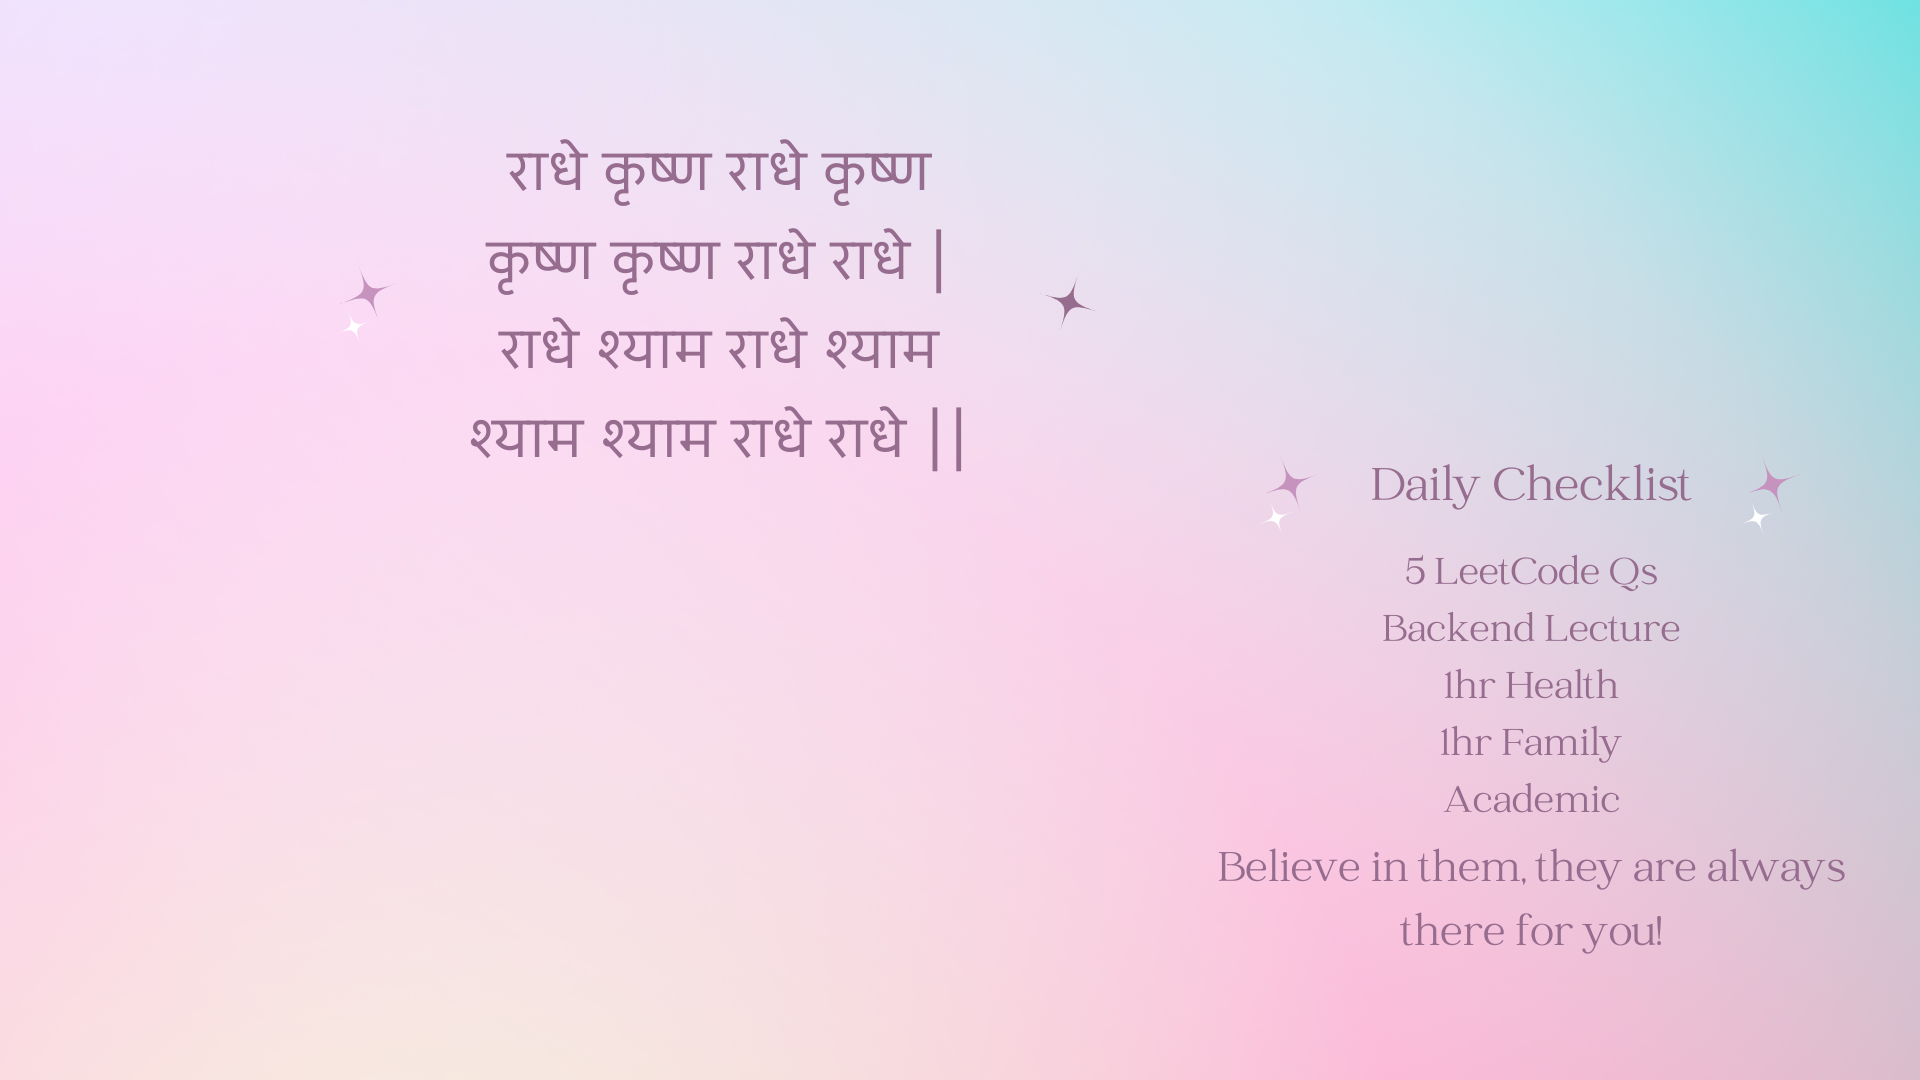 राधे कृष्ण राधे कृष्ण
कृष्ण कृष्ण राधे राधे |
राधे श्याम राधे श्याम
श्याम श्याम राधे राधे ||
Daily Checklist
5 LeetCode Qs
Backend Lecture
1hr Health
1hr Family
Academic
Believe in them, they are always
there for you!